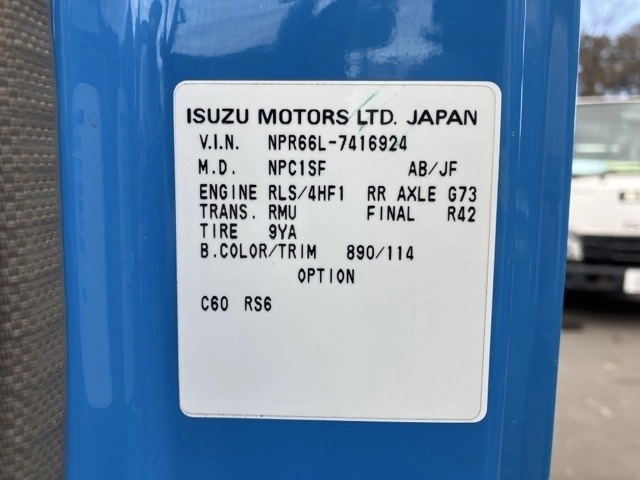 ISUZU MOTORS LTD. JAPAN
V.I.N. NPR66L-7416924
M.D. NPC1SF AB/JF
ENGINE RLS/4HF1 RR AXLE G73
TRANS. RMU FINAL R42
TIRE 9YA
B.COLOR/TRIM 890/114
OPTION
C60 RS6